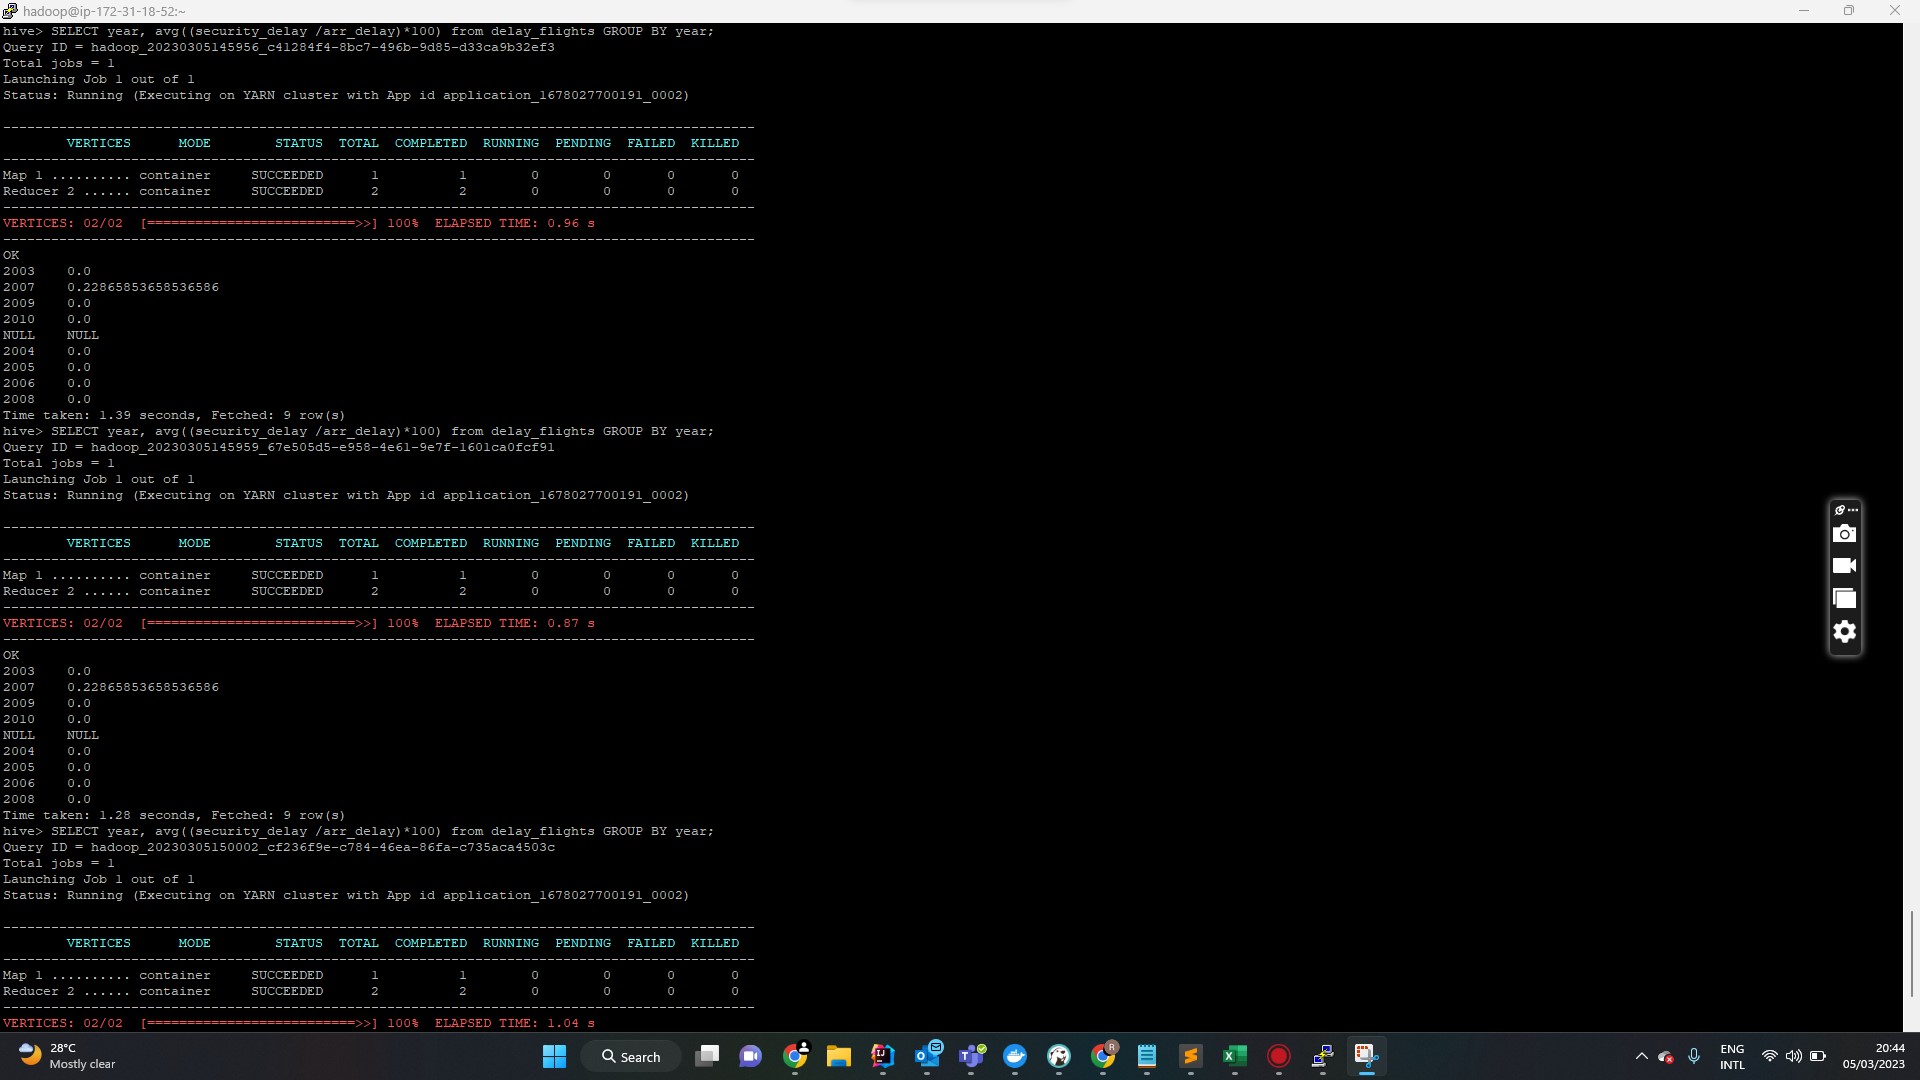 hadoop@ip-172-31-18-52:~
hive> SELECT year, avg((security_delay /arr_delay)*100) from delay_flights GROUP BY year;
Query ID = hadoop_20230305145956_c41284f4-8bc7-496b-9d85-d33ca9b32ef3
Total jobs = 1
Launching Job 1 out of 1
Status: Running (Executing on YARN cluster with App id application_1678027700191_0002)
----------------------------------------------------------------------------------------------
VERTICES MODE STATUS TOTAL COMPLETED RUNNING PENDING FAILED KILLED
----------------------------------------------------------------------------------------------
Map 1 .......... container SUCCEEDED 1 1 0 0 0 0
Reducer 2 ...... container SUCCEEDED 2 2 0 0 0 0
----------------------------------------------------------------------------------------------
VERTICES: 02/02 [==========================>>] 100% ELAPSED TIME: 0.96 s
----------------------------------------------------------------------------------------------
OK
2003 0.0
2007 0.22865853658536586
2009 0.0
2010 0.0
NULL NULL
2004 0.0
2005 0.0
2006 0.0
2008 0.0
Time taken: 1.39 seconds, Fetched: 9 row(s)
hive> SELECT year, avg((security_delay /arr_delay)*100) from delay_flights GROUP BY year;
Query ID = hadoop_20230305145959_67e505d5-e958-4e61-9e7f-1601ca0fcf91
Total jobs = 1
Launching Job 1 out of 1
Status: Running (Executing on YARN cluster with App id application_1678027700191_0002)
----------------------------------------------------------------------------------------------
VERTICES MODE STATUS TOTAL COMPLETED RUNNING PENDING FAILED KILLED
----------------------------------------------------------------------------------------------
Map 1 .......... container SUCCEEDED 1 1 0 0 0 0
Reducer 2 ...... container SUCCEEDED 2 2 0 0 0 0
----------------------------------------------------------------------------------------------
VERTICES: 02/02 [==========================>>] 100% ELAPSED TIME: 0.87 s
----------------------------------------------------------------------------------------------
OK
2003 0.0
2007 0.22865853658536586
2009 0.0
2010 0.0
NULL NULL
2004 0.0
2005 0.0
2006 0.0
2008 0.0
Time taken: 1.28 seconds, Fetched: 9 row(s)
hive> SELECT year, avg((security_delay /arr_delay)*100) from delay_flights GROUP BY year;
Query ID = hadoop_20230305150002_cf236f9e-c784-46ea-86fa-c735aca4503c
Total jobs = 1
Launching Job 1 out of 1
Status: Running (Executing on YARN cluster with App id application_1678027700191_0002)
----------------------------------------------------------------------------------------------
VERTICES MODE STATUS TOTAL COMPLETED RUNNING PENDING FAILED KILLED
----------------------------------------------------------------------------------------------
Map 1 .......... container SUCCEEDED 1 1 0 0 0 0
Reducer 2 ...... container SUCCEEDED 2 2 0 0 0 0
----------------------------------------------------------------------------------------------
VERTICES: 02/02 [==========================>>] 100% ELAPSED TIME: 1.04 s
28°C
Mostly clear
Search
ENG
INTL
20:44
05/03/2023